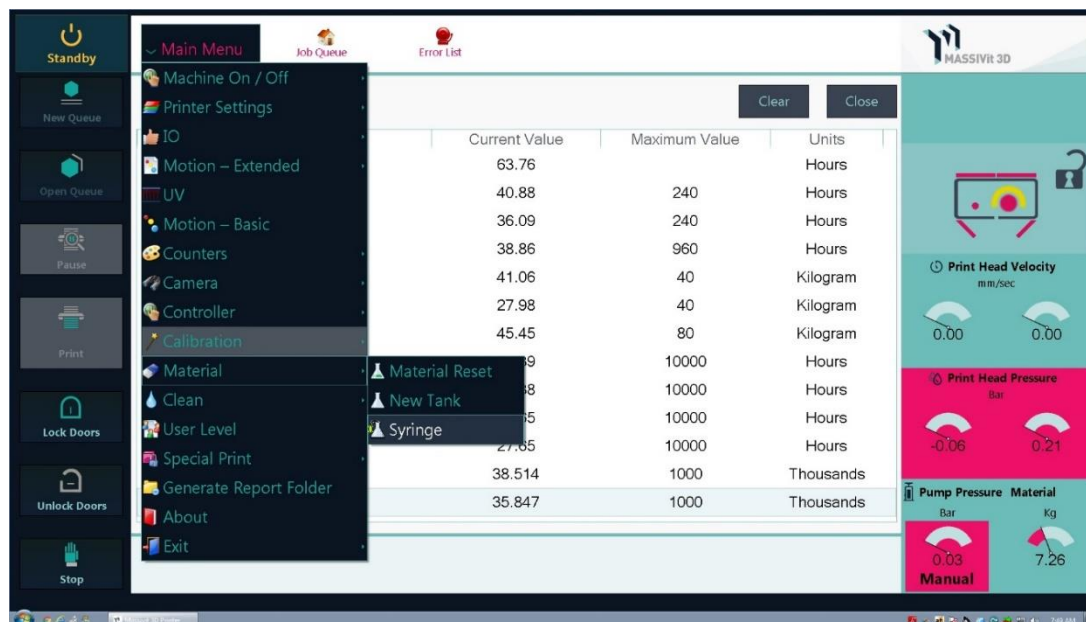 Standby
Main Menu
Job Queue
Error List
MASSIVit 3D
New Queue
Open Queue
Pause
Print
Lock Doors
Unlock Doors
Stop
Machine On / Off
Printer Settings
IO
Motion – Extended
UV
Motion – Basic
Counters
Camera
Controller
Calibration
Material
Clean
User Level
Special Print
Generate Report Folder
About
Exit
Material Reset
New Tank
Syringe
Clear Close
Current Value Maximum Value Units
63.76 Hours
40.88 240 Hours
36.09 240 Hours
38.86 960 Hours
41.06 40 Kilogram
27.98 40 Kilogram
45.45 80 Kilogram
10000 Hours
10000 Hours
10000 Hours
27.65 10000 Hours
38.514 1000 Thousands
35.847 1000 Thousands
Print Head Velocity
mm/sec
0.00 0.00
Print Head Pressure
Bar
-0.06 0.21
Pump Pressure Material
Bar Kg
0.03 7.26
Manual